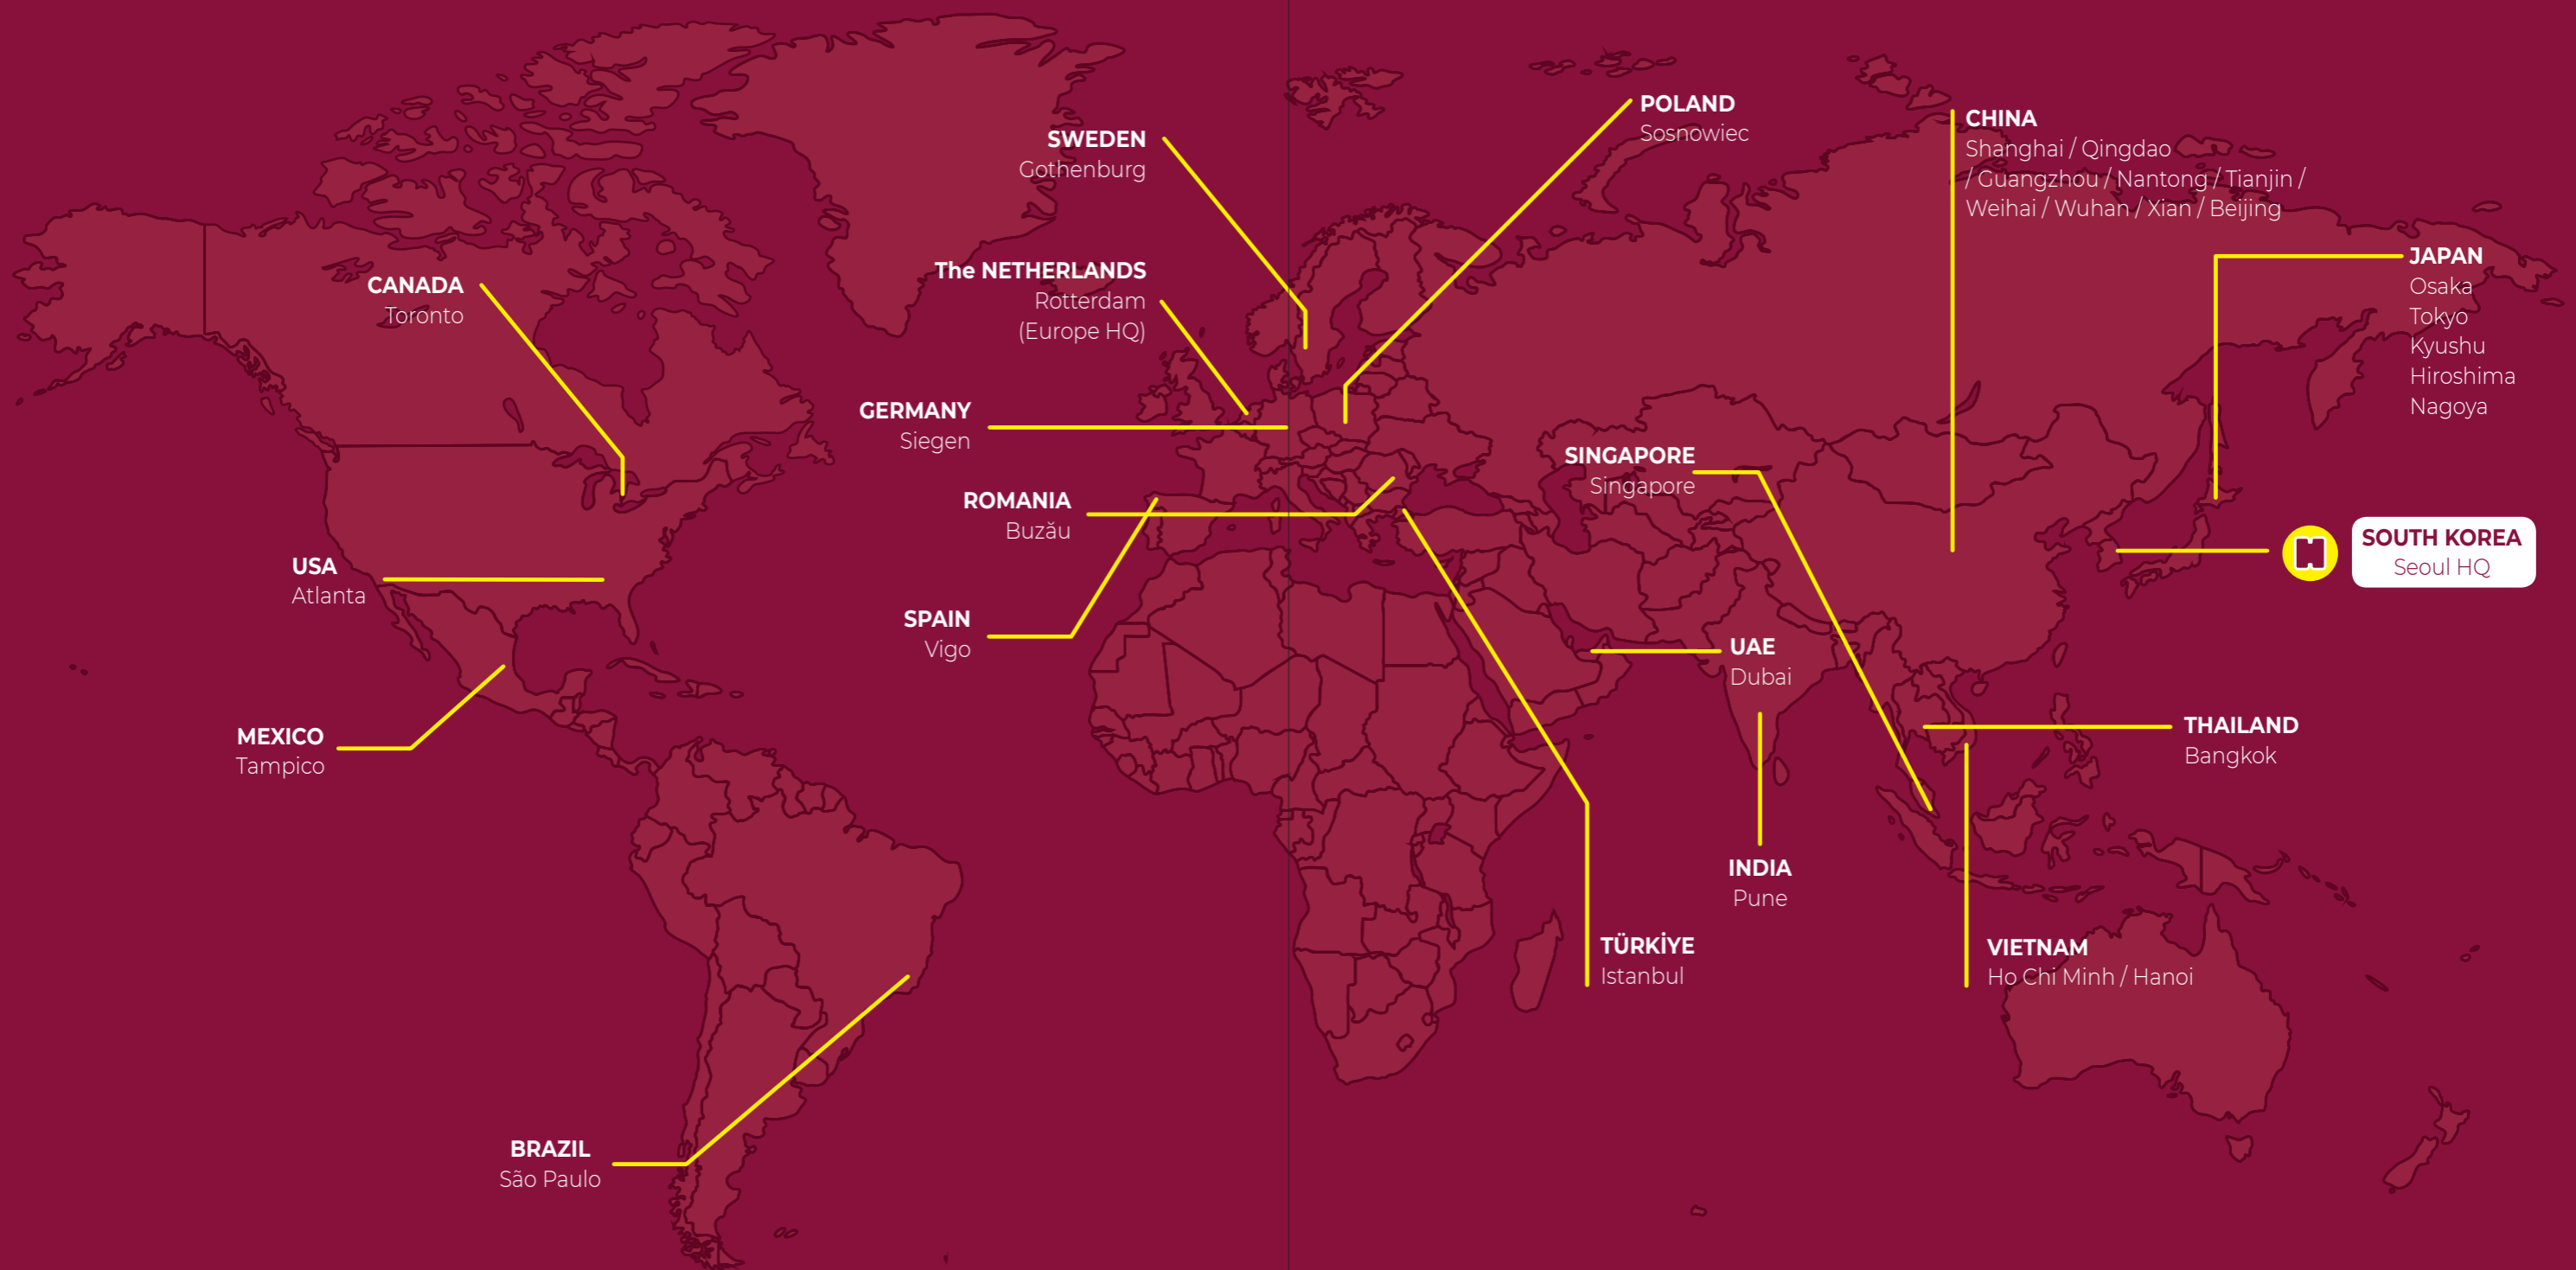 CANADA
Toronto
USA
Atlanta
MEXICO
Tampico
BRAZIL
São Paulo
SWEDEN
Gothenburg
The NETHERLANDS
Rotterdam
(Europe HQ)
GERMANY
Siegen
ROMANIA
Buzău
SPAIN
Vigo
POLAND
Sosnowiec
CHINA
Shanghai / Qingdao
/ Guangzhou / Nantong / Tianjin /
Weihai / Wuhan / Xian / Beijing
JAPAN
Osaka
Tokyo
Kyushu
Hiroshima
Nagoya
SINGAPORE
Singapore
SOUTH KOREA
Seoul HQ
UAE
Dubai
THAILAND
Bangkok
INDIA
Pune
TÜRKİYE
Istanbul
VIETNAM
Ho Chi Minh / Hanoi